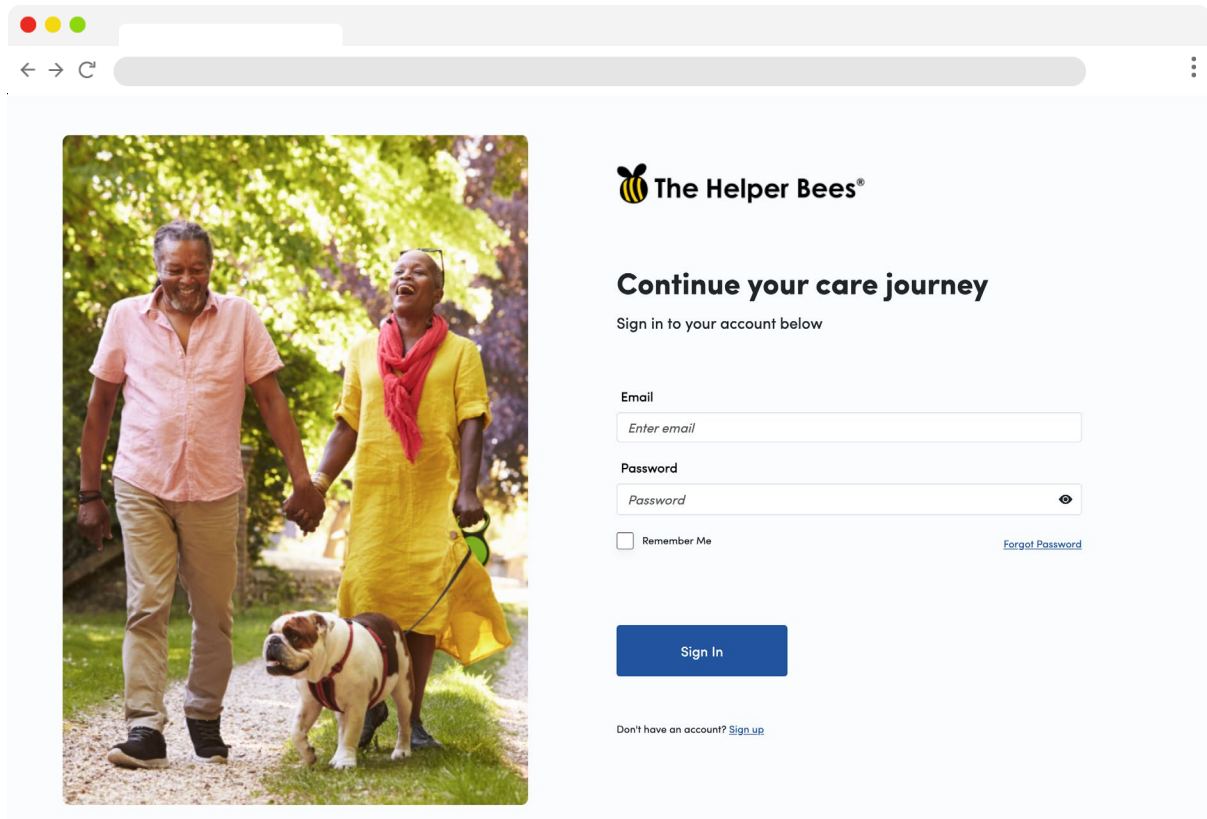 The Helper Bees®
Continue your care journey
Sign in to your account below
Email
Enter email
Password
Password
Remember Me
Forgot Password
Sign In
Don't have an account? Sign up